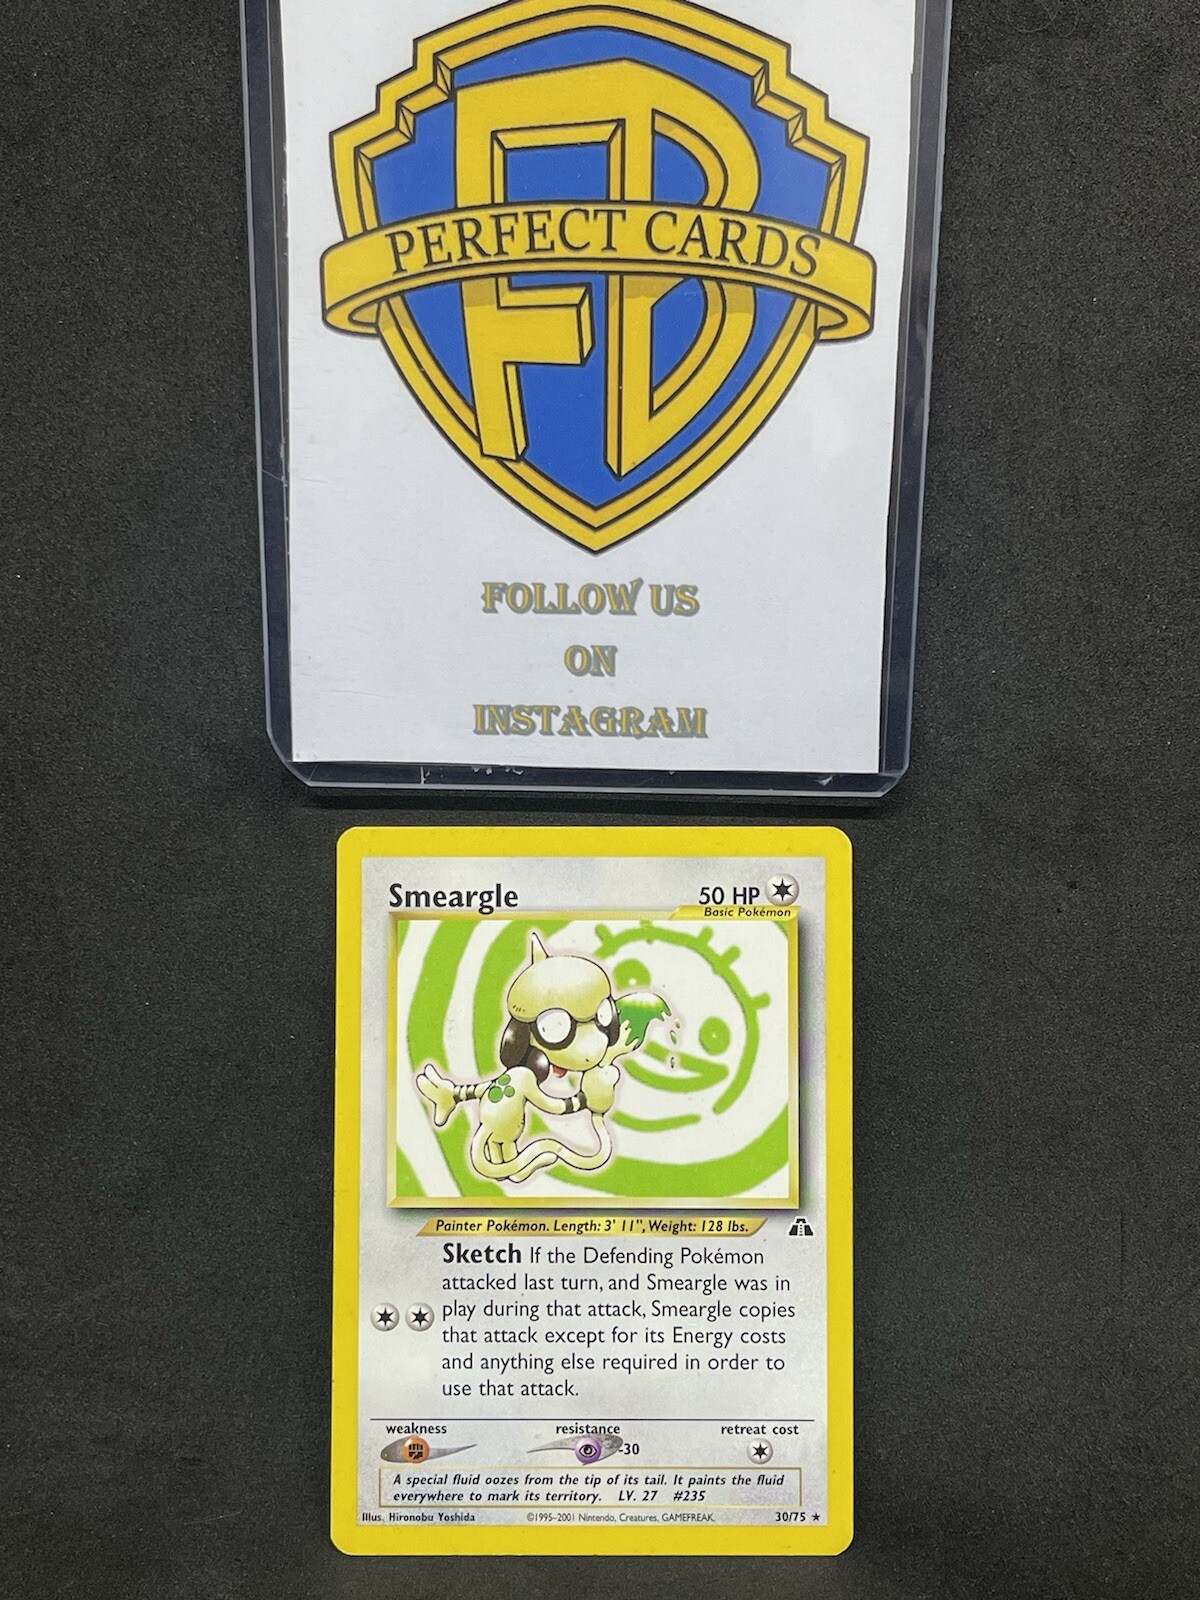 FB
PERFECT CARDS
FOLLOW US
ON
INSTAGRAM
Smeargle 50 HP
Basic Pokémon
Painter Pokémon. Length: 3' 11", Weight: 128 lbs.
Sketch If the Defending Pokémon
attacked last turn, and Smeargle was in
play during that attack, Smeargle copies
that attack except for its Energy costs
and anything else required in order to
use that attack.
weakness resistance retreat cost
-30
A special fluid oozes from the tip of its tail. It paints the fluid
everywhere to mark its territory. LV. 27 #235
Illus. Hironobu Yoshida ©1995-2001 Nintendo, Creatures, GAMEFREAK. 30/75 ★